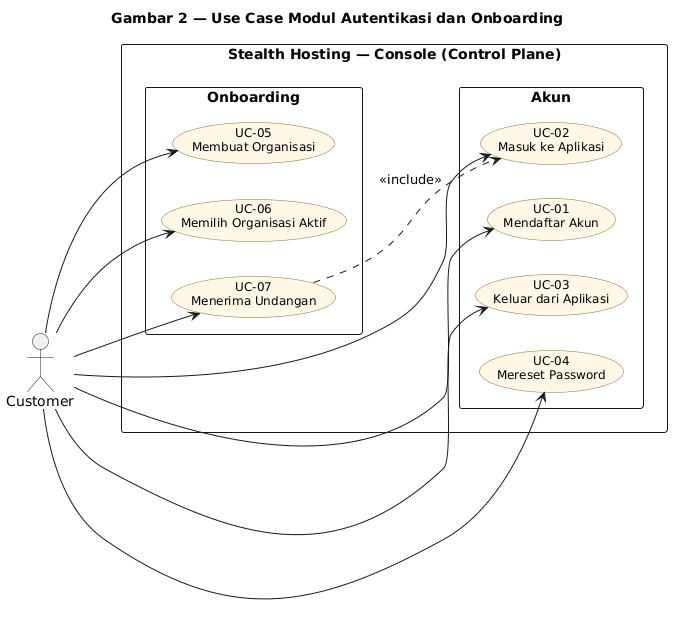 Gambar 2 — Use Case Modul Autentikasi dan Onboarding
Stealth Hosting — Console (Control Plane)
Onboarding
UC-05
Membuat Organisasi
UC-06
Memilih Organisasi Aktif
UC-07
Menerima Undangan
«include»
Akun
UC-02
Masuk ke Aplikasi
UC-01
Mendaftar Akun
UC-03
Keluar dari Aplikasi
UC-04
Mereset Password
Customer